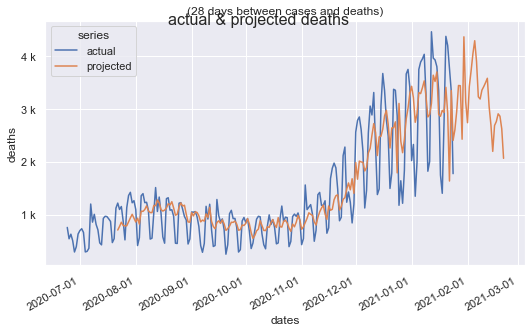 (28 days between cases and deaths)
actual & projected deaths
series
actual
projected
4 k
3 k
2 k
1 k
deaths
2020-07-01
2020-08-01
2020-09-01
2020-10-01
2020-11-01
2020-12-01
2021-01-01
2021-02-01
2021-03-01
dates